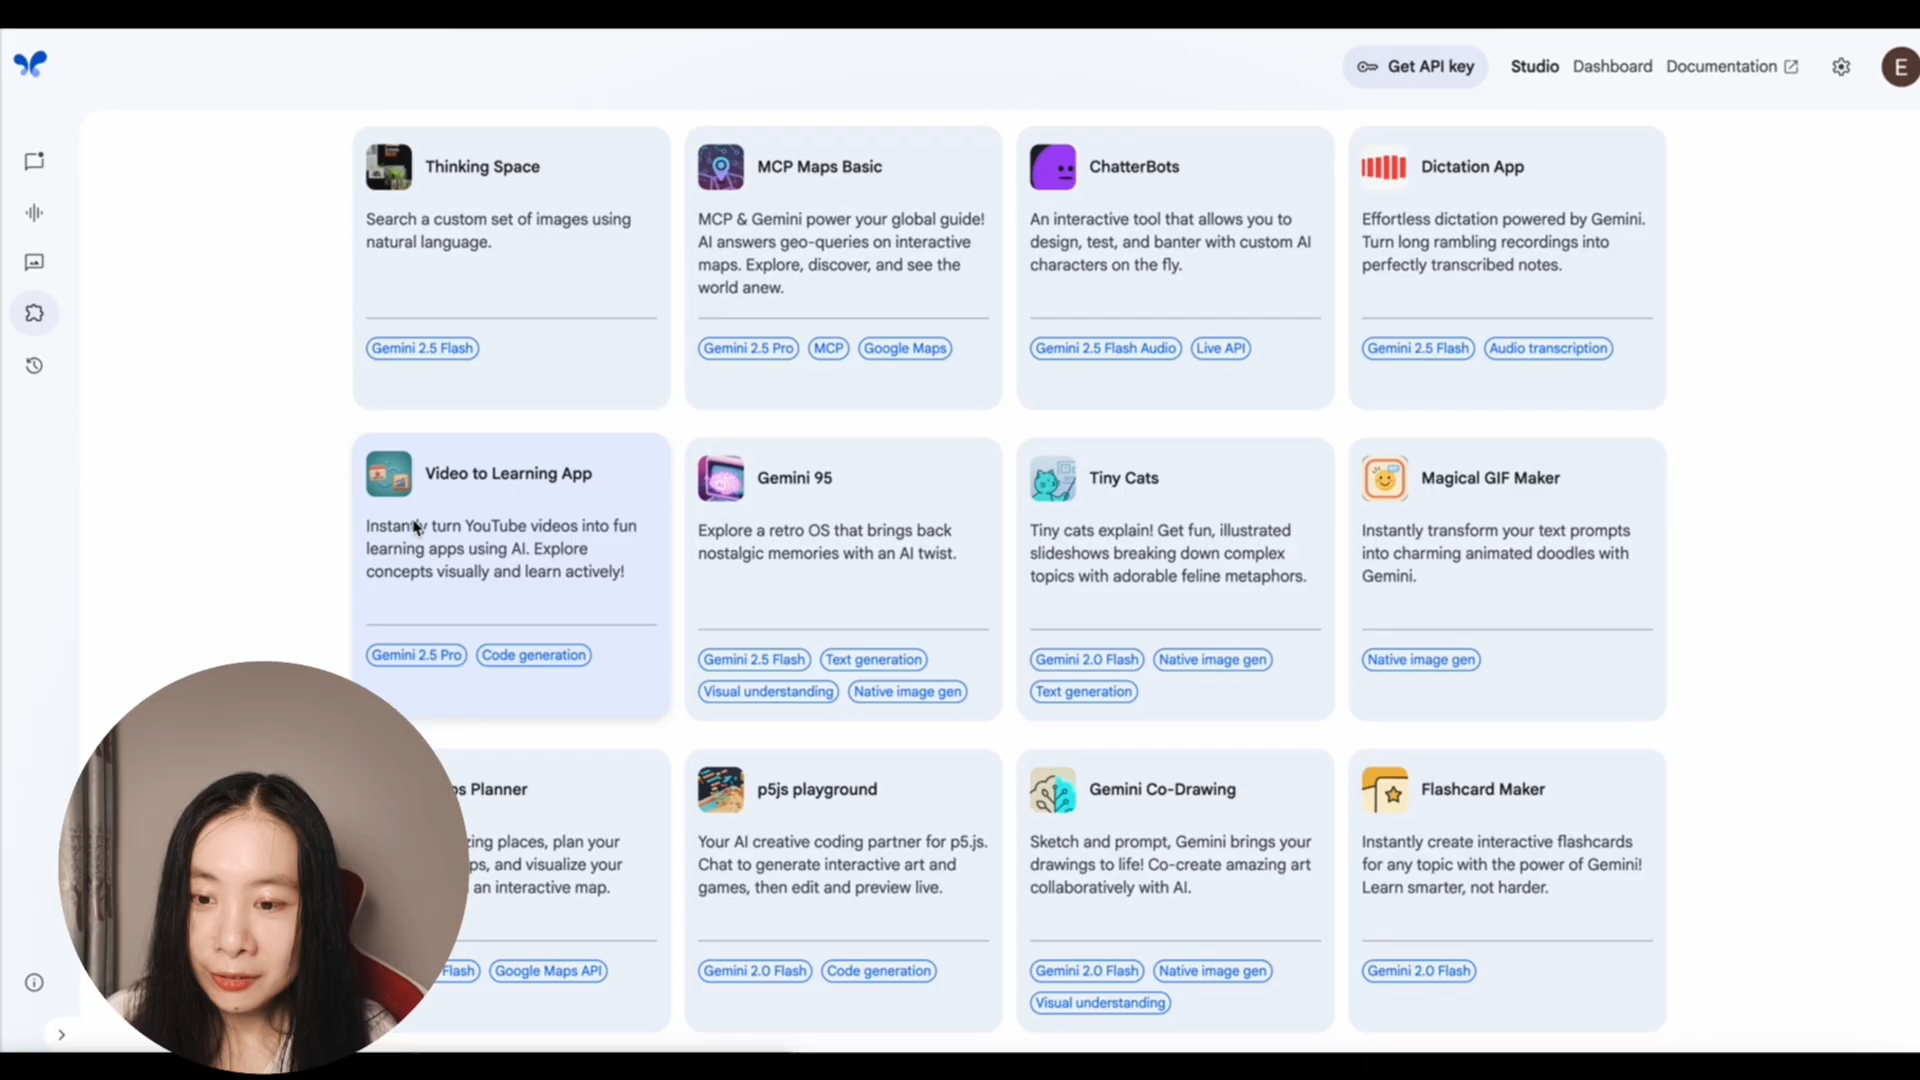 Get API key
Studio
Dashboard
Documentation
E
Thinking Space
Search a custom set of images using
natural language.
Gemini 2.5 Flash
MCP Maps Basic
MCP & Gemini power your global guide!
AI answers geo-queries on interactive
maps. Explore, discover, and see the
world anew.
Gemini 2.5 Pro
MCP
Google Maps
ChatterBots
An interactive tool that allows you to
design, test, and banter with custom AI
characters on the fly.
Gemini 2.5 Flash Audio
Live API
Dictation App
Effortless dictation powered by Gemini.
Turn long rambling recordings into
perfectly transcribed notes.
Gemini 2.5 Flash
Audio transcription
Video to Learning App
Instantly turn YouTube videos into fun
learning apps using AI. Explore
concepts visually and learn actively!
Gemini 2.5 Pro
Code generation
Gemini 95
Explore a retro OS that brings back
nostalgic memories with an AI twist.
Gemini 2.5 Flash
Text generation
Visual understanding
Native image gen
Tiny Cats
Tiny cats explain! Get fun, illustrated
slideshows breaking down complex
topics with adorable feline metaphors.
Gemini 2.0 Flash
Native image gen
Text generation
Magical GIF Maker
Instantly transform your text prompts
into charming animated doodles with
Gemini.
Native image gen
Planner
places, plan your
and visualize your
an interactive map.
Flash
Google Maps API
p5js playground
Your AI creative coding partner for p5.js.
Chat to generate interactive art and
games, then edit and preview live.
Gemini 2.0 Flash
Code generation
Gemini Co-Drawing
Sketch and prompt, Gemini brings your
drawings to life! Co-create amazing art
collaboratively with AI.
Gemini 2.0 Flash
Native image gen
Visual understanding
Flashcard Maker
Instantly create interactive flashcards
for any topic with the power of Gemini!
Learn smarter, not harder.
Gemini 2.0 Flash